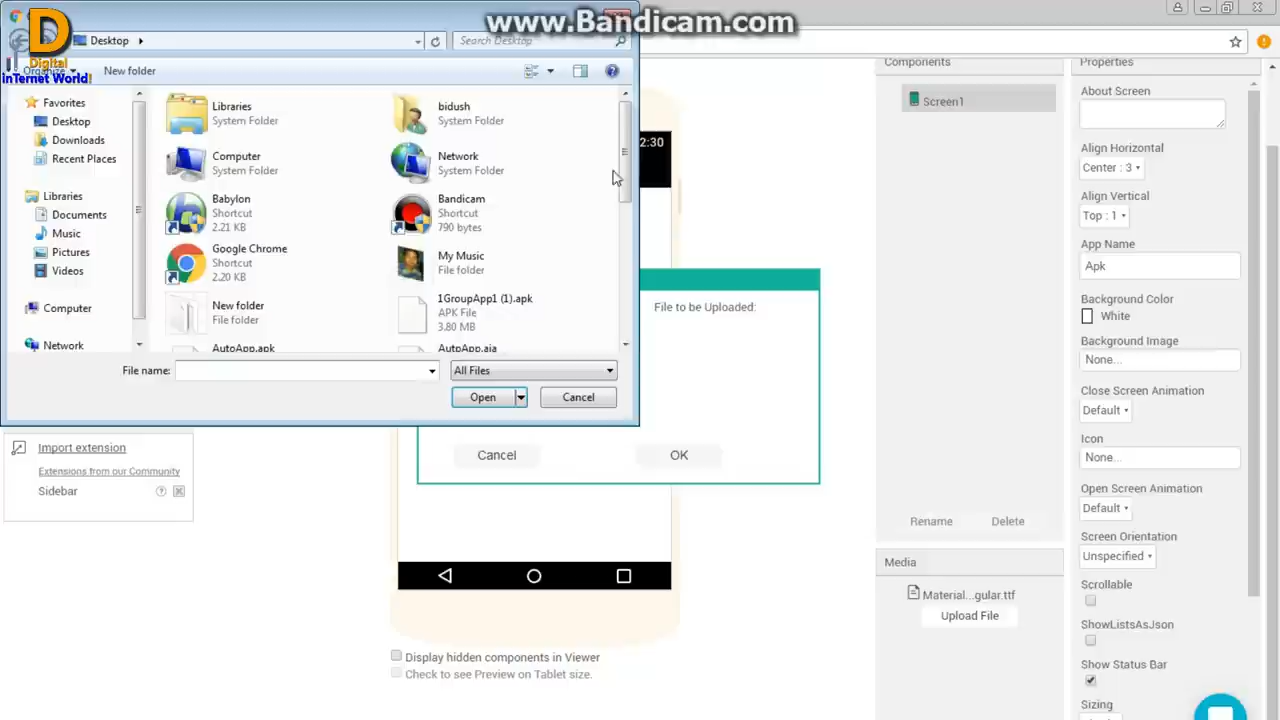 www.Bandicam.com
D
Digital
inTernet World!
Desktop
Search Desktop
Organize
New folder
Favorites
Desktop
Downloads
Recent Places
Libraries
Documents
Music
Pictures
Videos
Computer
Network
Libraries
System Folder
bidush
System Folder
Computer
System Folder
Network
System Folder
Babylon
Shortcut
2.21 KB
Bandicam
Shortcut
790 bytes
Google Chrome
Shortcut
2.20 KB
My Music
File folder
New folder
File folder
1GroupApp1 (1).apk
APK File
3.80 MB
AutoApp.apk
AutpApp.aia
File name:
All Files
Open
Cancel
2:30
File to be Uploaded:
Cancel
OK
Import extension
Extensions from our Community
Sidebar
Display hidden components in Viewer
Check to see Preview on Tablet size.
Components
Screen1
Rename
Delete
Media
Material...gular.ttf
Upload File
Properties
About Screen
Align Horizontal
Center : 3
Align Vertical
Top : 1
App Name
Apk
Background Color
White
Background Image
None...
Close Screen Animation
Default
Icon
None...
Open Screen Animation
Default
Screen Orientation
Unspecified
Scrollable
ShowListsAsJson
Show Status Bar
Sizing